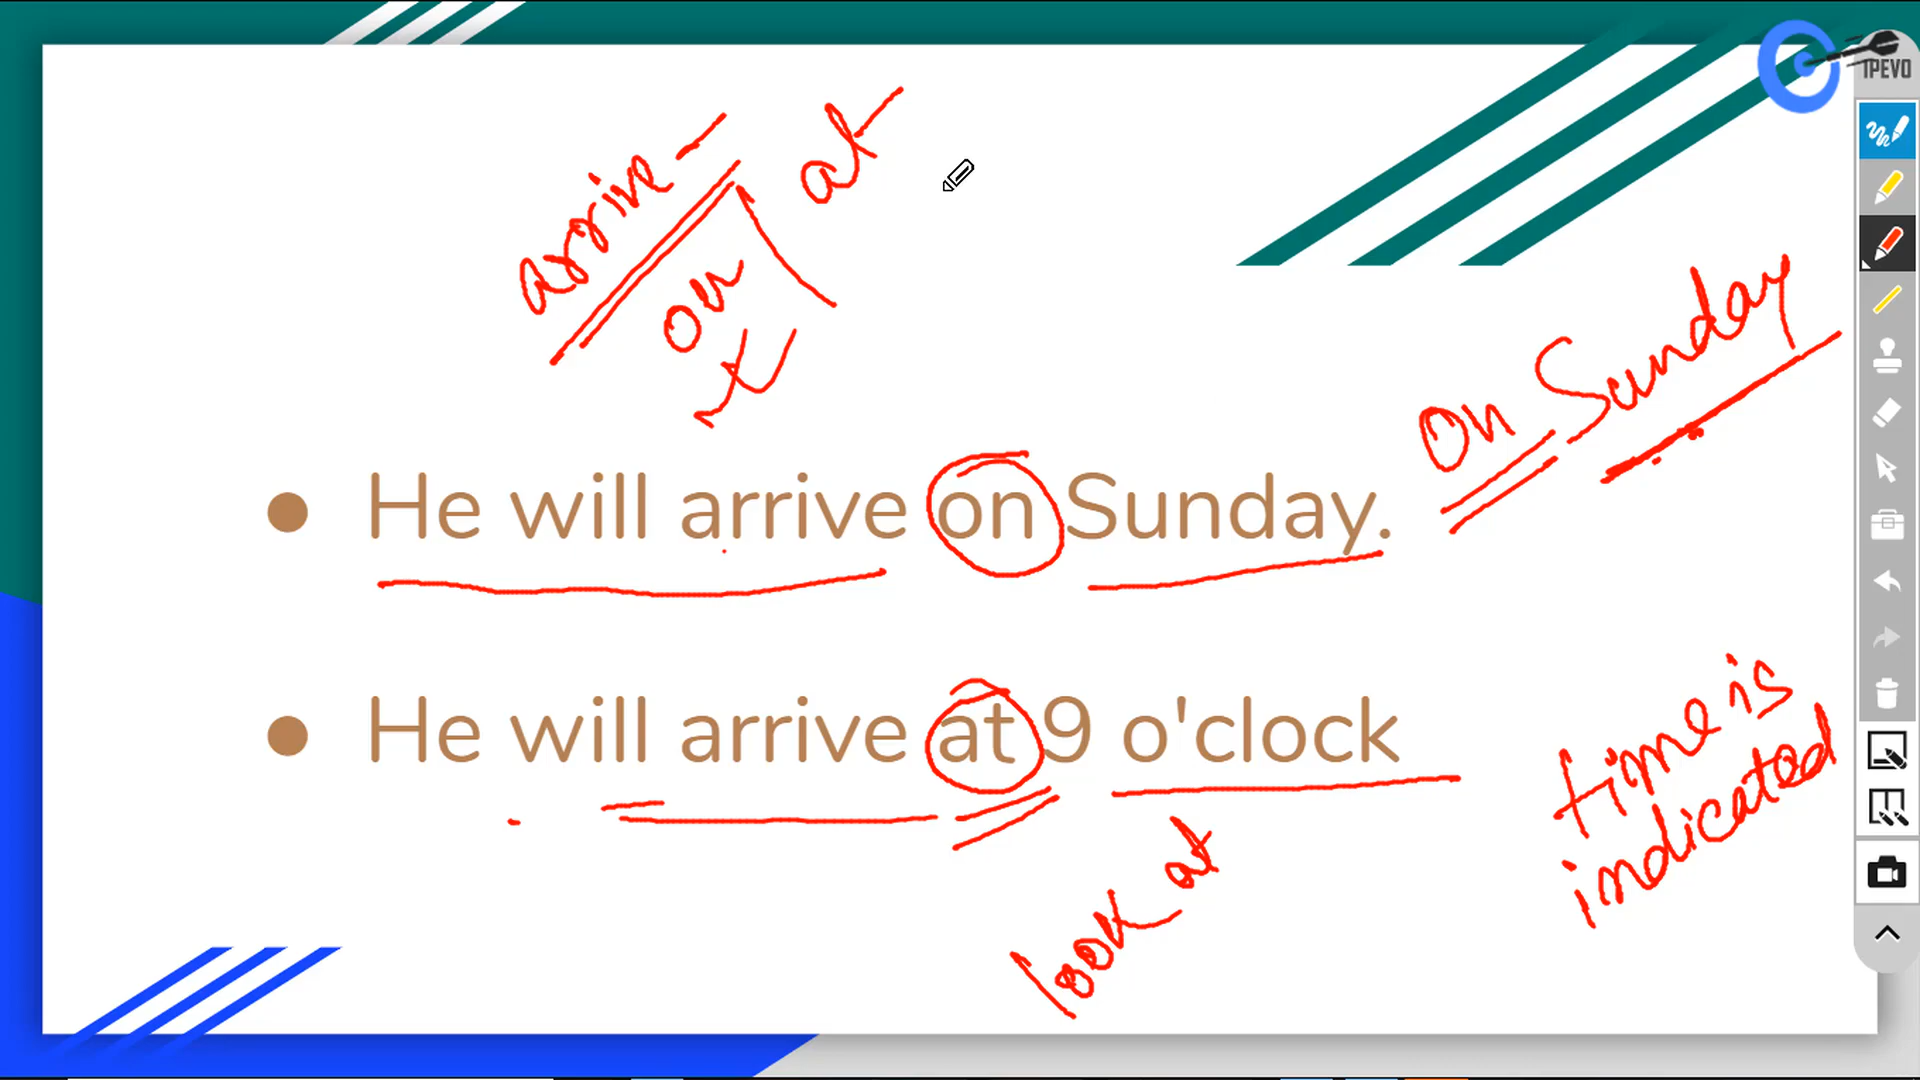 IPEVO
arrive - at
on
On Sunday
• He will arrive on Sunday.
• He will arrive at 9 o'clock
time is
indicated
look at